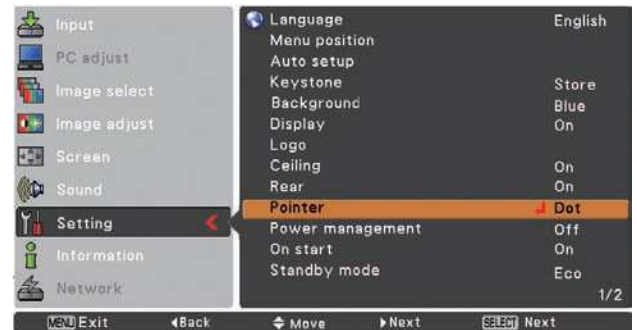 Input
PC adjust
Image select
Image adjust
Screen
Sound
Setting
Information
Network
Language English
Menu position
Auto setup
Keystone Store
Background Blue
Display On
Logo
Ceiling On
Rear On
Pointer Dot
Power management Off
On start On
Standby mode Eco
1/2
MENU Exit ◀Back Move ▶Next SELECT Next